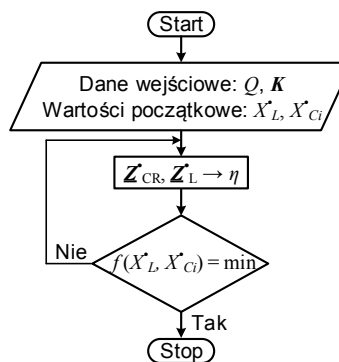 Start
Dane wejściowe: Q, K
Wartości początkowe: X*L, X*Ci
Z*CR, Z*L → η
Nie
f(X*L, X*Ci) = min
Tak
Stop